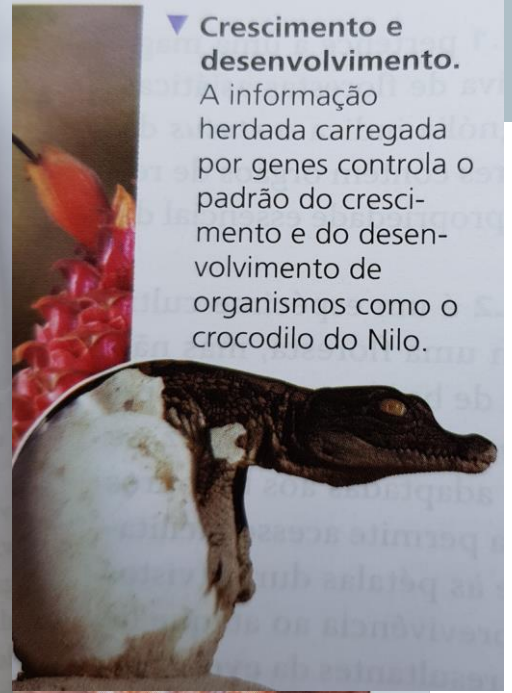 Crescimento e
desenvolvimento.
A informação
herdada carregada
por genes controla o
padrão do cresci-
mento e do desen-
volvimento de
organismos como o
crocodilo do Nilo.